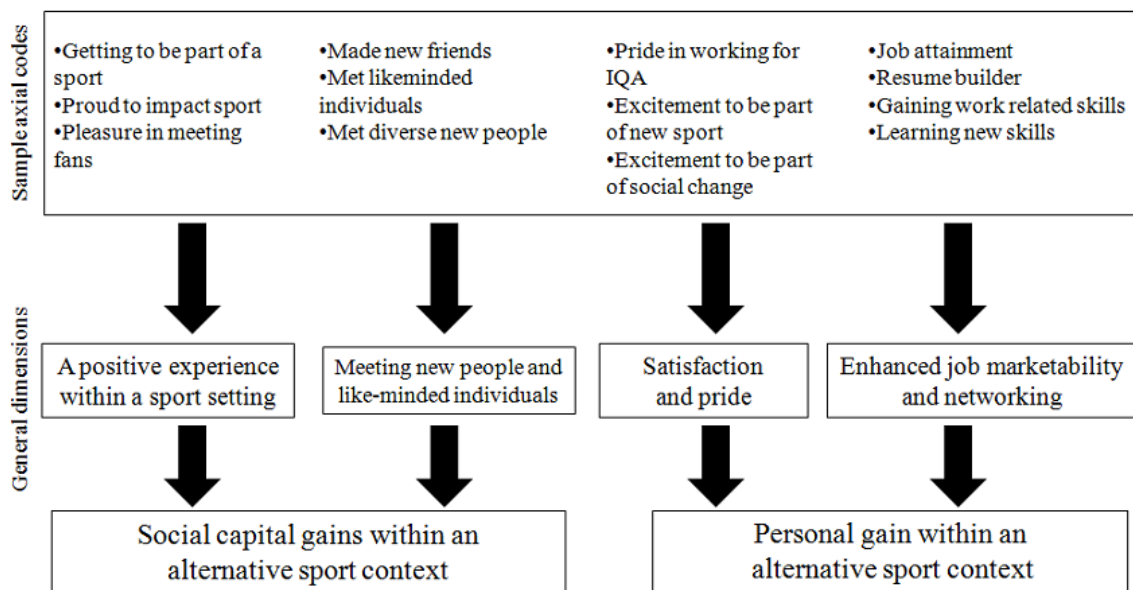 Sample axial codes
•Getting to be part of a
sport
•Proud to impact sport
•Pleasure in meeting
fans
•Made new friends
•Met likeminded
individuals
•Met diverse new people
•Pride in working for
IQA
•Excitement to be part
of new sport
•Excitement to be part
of social change
•Job attainment
•Resume builder
•Gaining work related skills
•Learning new skills
General dimensions
A positive experience
within a sport setting
Meeting new people and
like-minded individuals
Satisfaction
and pride
Enhanced job marketability
and networking
Social capital gains within an
alternative sport context
Personal gain within an
alternative sport context